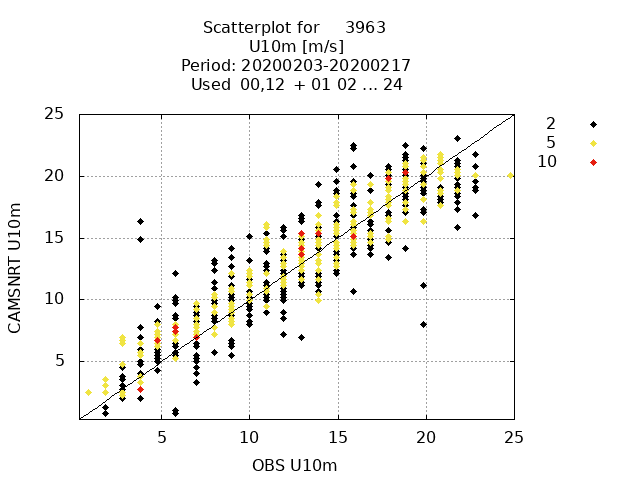 Scatterplot for 3963
U10m [m/s]
Period: 20200203-20200217
Used 00,12 + 01 02 ... 24
25
20
15
10
5
5
10
15
20
25
CAMSNRT U10m
OBS U10m
2
5
10